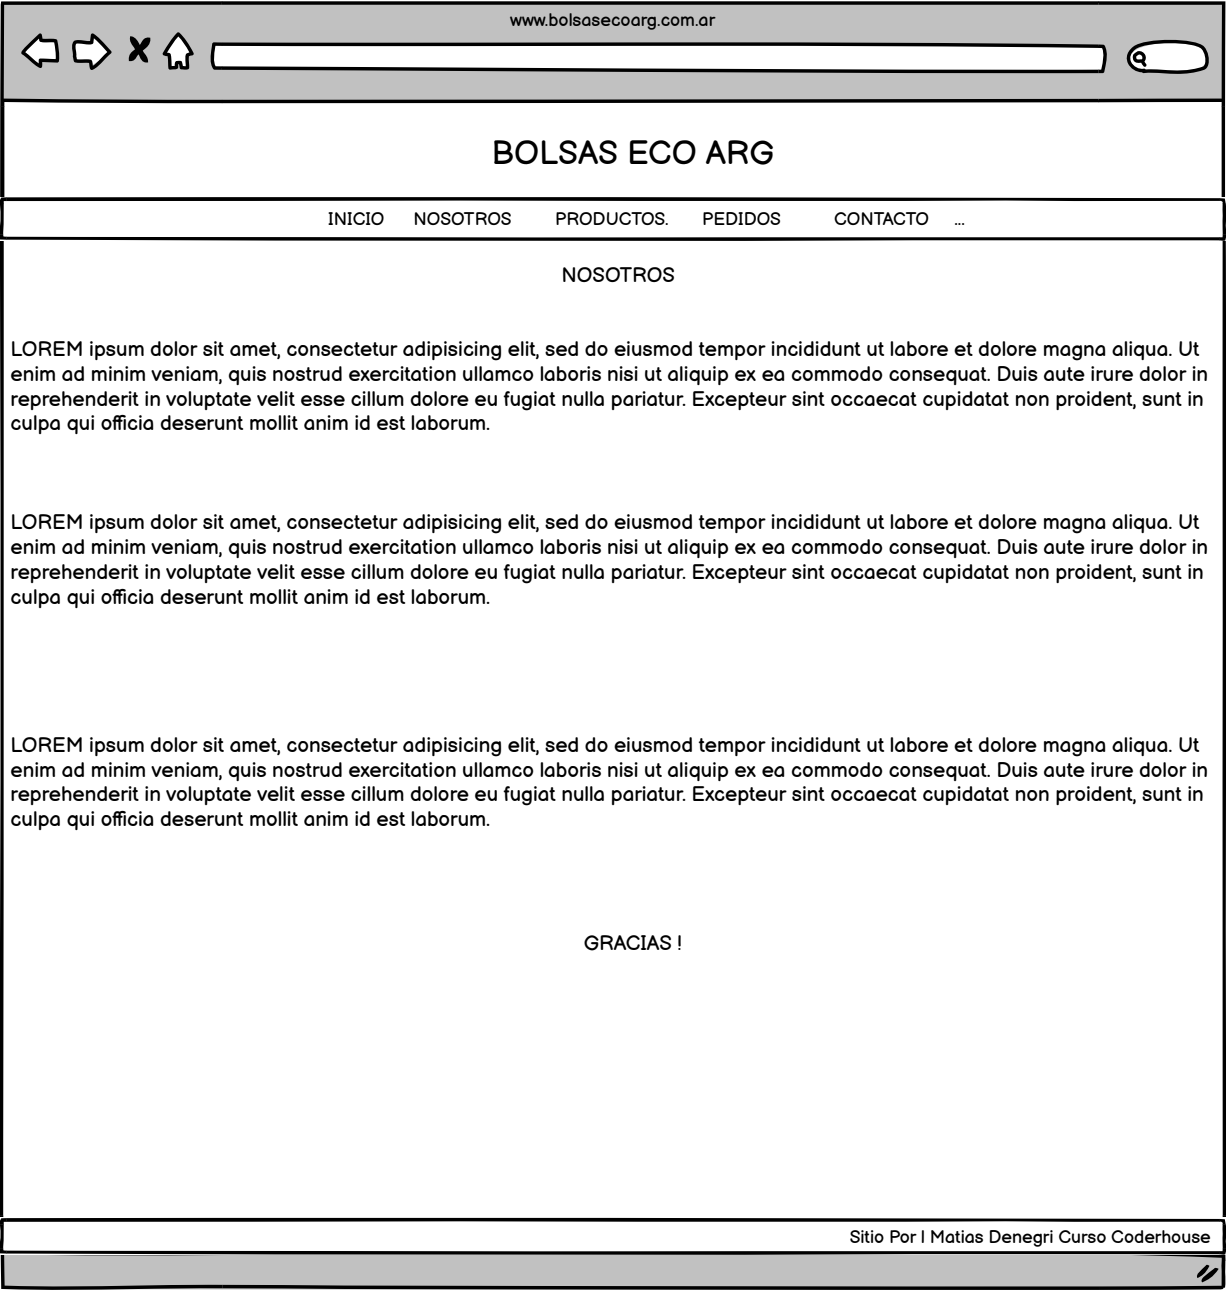 www.bolsasecoarg.com.ar
BOLSAS ECO ARG
INICIO NOSOTROS PRODUCTOS. PEDIDOS CONTACTO ...
NOSOTROS
LOREM ipsum dolor sit amet, consectetur adipisicing elit, sed do eiusmod tempor incididunt ut labore et dolore magna aliqua. Ut
enim ad minim veniam, quis nostrud exercitation ullamco laboris nisi ut aliquip ex ea commodo consequat. Duis aute irure dolor in
reprehenderit in voluptate velit esse cillum dolore eu fugiat nulla pariatur. Excepteur sint occaecat cupidatat non proident, sunt in
culpa qui officia deserunt mollit anim id est laborum.
LOREM ipsum dolor sit amet, consectetur adipisicing elit, sed do eiusmod tempor incididunt ut labore et dolore magna aliqua. Ut
enim ad minim veniam, quis nostrud exercitation ullamco laboris nisi ut aliquip ex ea commodo consequat. Duis aute irure dolor in
reprehenderit in voluptate velit esse cillum dolore eu fugiat nulla pariatur. Excepteur sint occaecat cupidatat non proident, sunt in
culpa qui officia deserunt mollit anim id est laborum.
LOREM ipsum dolor sit amet, consectetur adipisicing elit, sed do eiusmod tempor incididunt ut labore et dolore magna aliqua. Ut
enim ad minim veniam, quis nostrud exercitation ullamco laboris nisi ut aliquip ex ea commodo consequat. Duis aute irure dolor in
reprehenderit in voluptate velit esse cillum dolore eu fugiat nulla pariatur. Excepteur sint occaecat cupidatat non proident, sunt in
culpa qui officia deserunt mollit anim id est laborum.
GRACIAS !
Sitio Por I Matias Denegri Curso Coderhouse